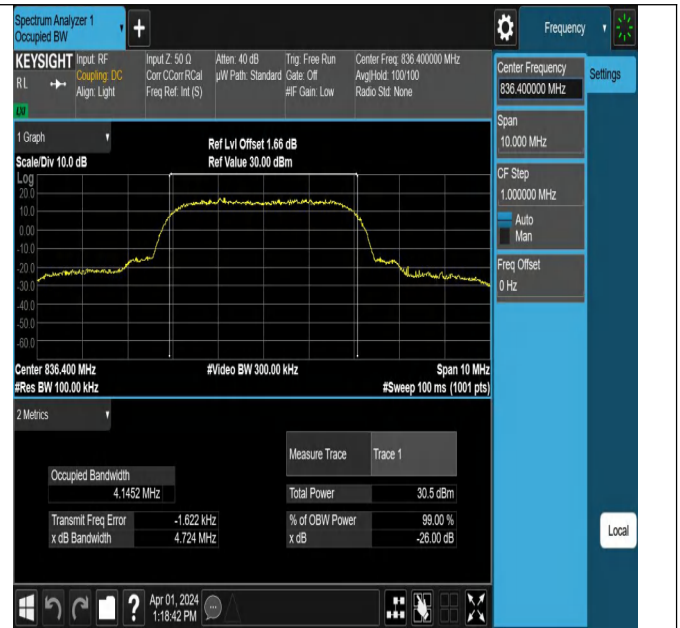 Spectrum Analyzer 1
Occupied BW
+
Frequency
KEYSIGHT
RL
LXI
Input: RF
Coupling: DC
Align: Light
Input Z: 50 Ω
Corr CCorr RCal
Freq Ref: Int (S)
Atten: 40 dB
µW Path: Standard
Trig: Free Run
Gate: Off
#IF Gain: Low
Center Freq: 836.400000 MHz
Avg|Hold: 100/100
Radio Std: None
Center Frequency
836.400000 MHz
Settings
Span
10.000 MHz
CF Step
1.000000 MHz
Auto
Man
Freq Offset
0 Hz
Local
1 Graph
Scale/Div 10.0 dB
Ref Lvl Offset 1.66 dB
Ref Value 30.00 dBm
Log
20.0
10.0
0.00
-10.0
-20.0
-30.0
-40.0
-50.0
-60.0
Center 836.400 MHz
#Video BW 300.00 kHz
Span 10 MHz
#Res BW 100.00 kHz
#Sweep 100 ms (1001 pts)
2 Metrics
Measure Trace Trace 1
Occupied Bandwidth
4.1452 MHz
Total Power 30.5 dBm
Transmit Freq Error -1.622 kHz
% of OBW Power 99.00 %
x dB Bandwidth 4.724 MHz
x dB -26.00 dB
?
Apr 01, 2024
1:18:42 PM